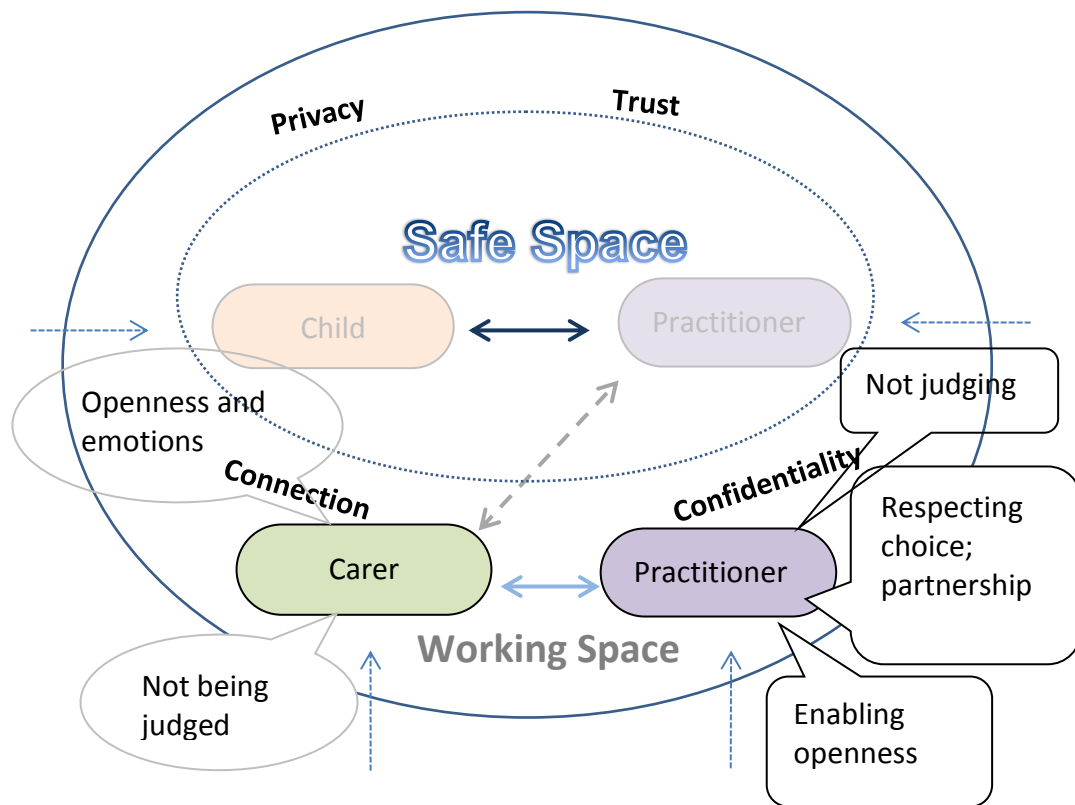 Privacy
Trust
Safe Space
Child
Practitioner
Not judging
Openness and
emotions
Connection
Confidentiality
Respecting
choice;
partnership
Carer
Practitioner
Working Space
Not being
judged
Enabling
openness